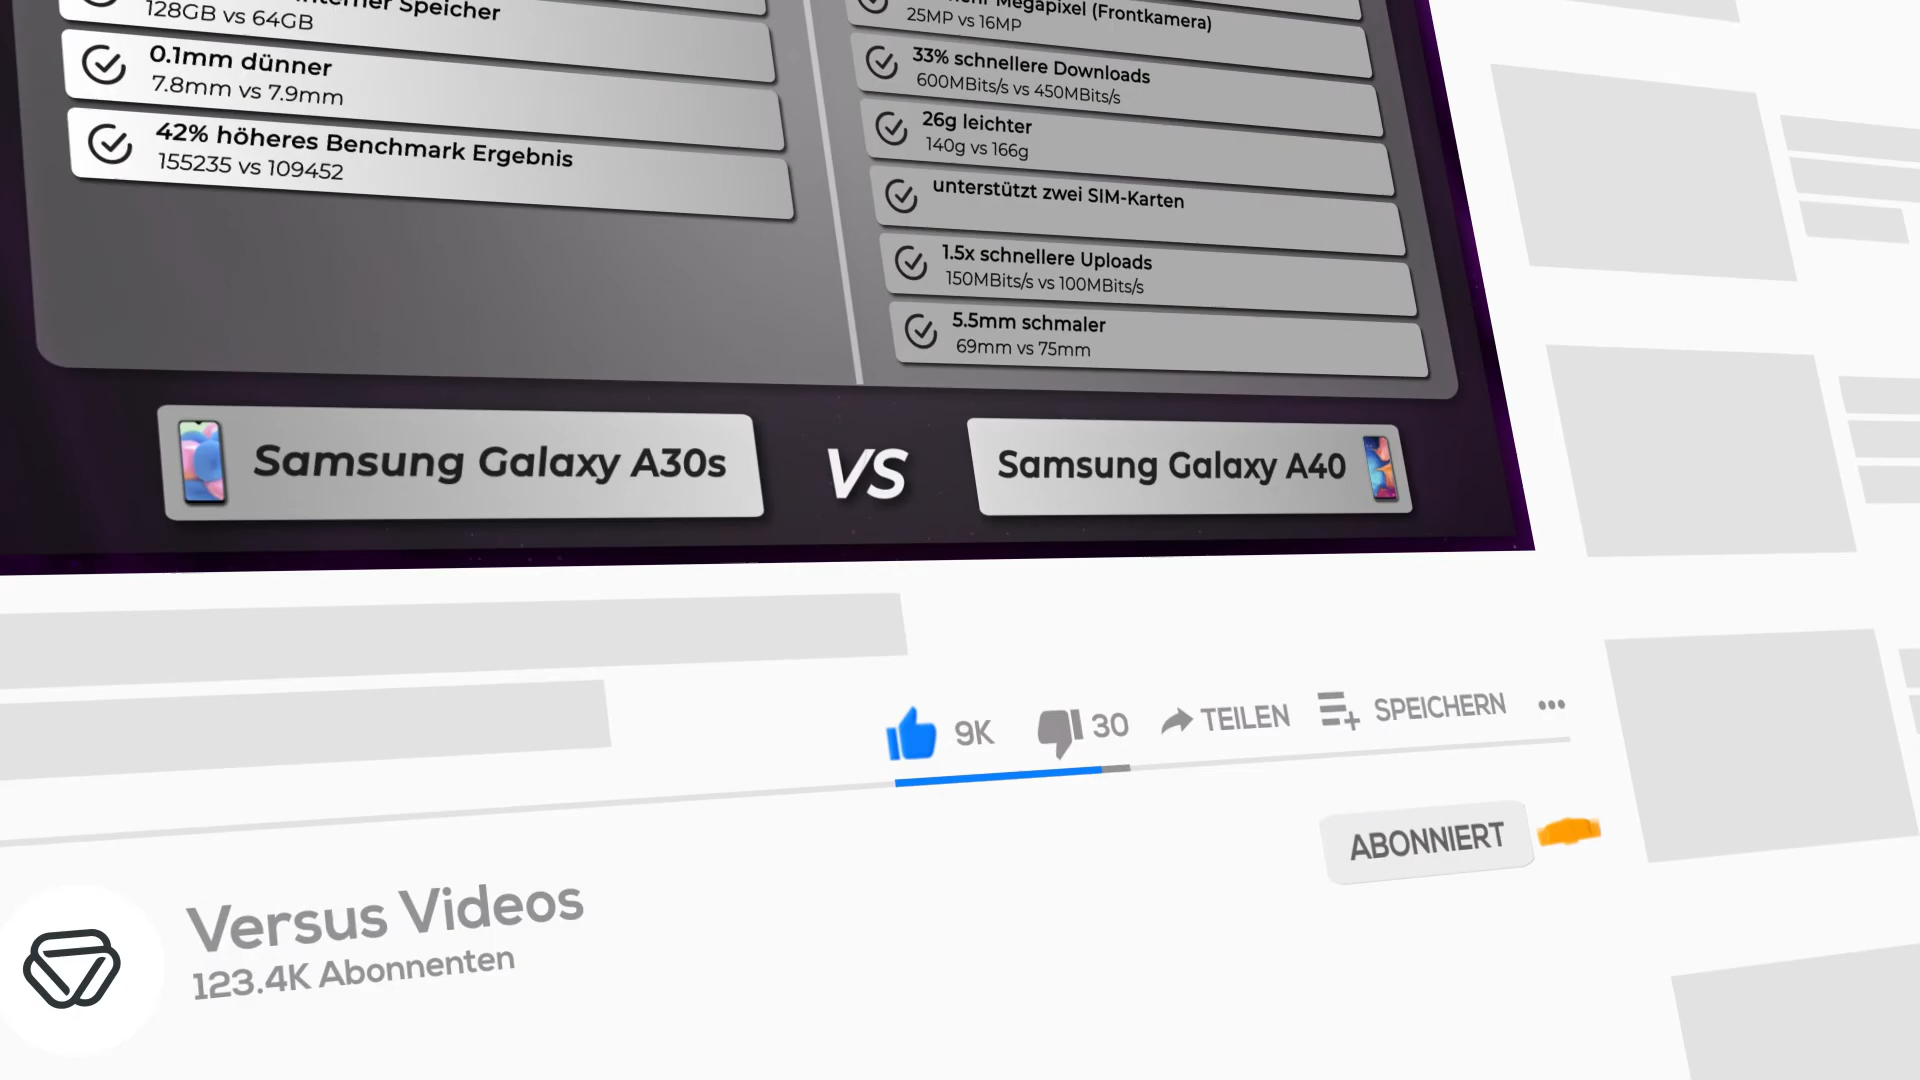 Speicher
128GB vs 64GB
0.1mm dünner
7.8mm vs 7.9mm
42% höheres Benchmark Ergebnis
155235 vs 109452
Megapixel (Frontkamera)
25MP vs 16MP
33% schnellere Downloads
600MBits/s vs 450MBits/s
26g leichter
140g vs 166g
unterstützt zwei SIM-Karten
1.5x schnellere Uploads
150MBits/s vs 100MBits/s
5.5mm schmaler
69mm vs 75mm
Samsung Galaxy A30s
VS
Samsung Galaxy A40
9K
30
TEILEN
SPEICHERN
ABONNIERT
Versus Videos
123.4K Abonnenten